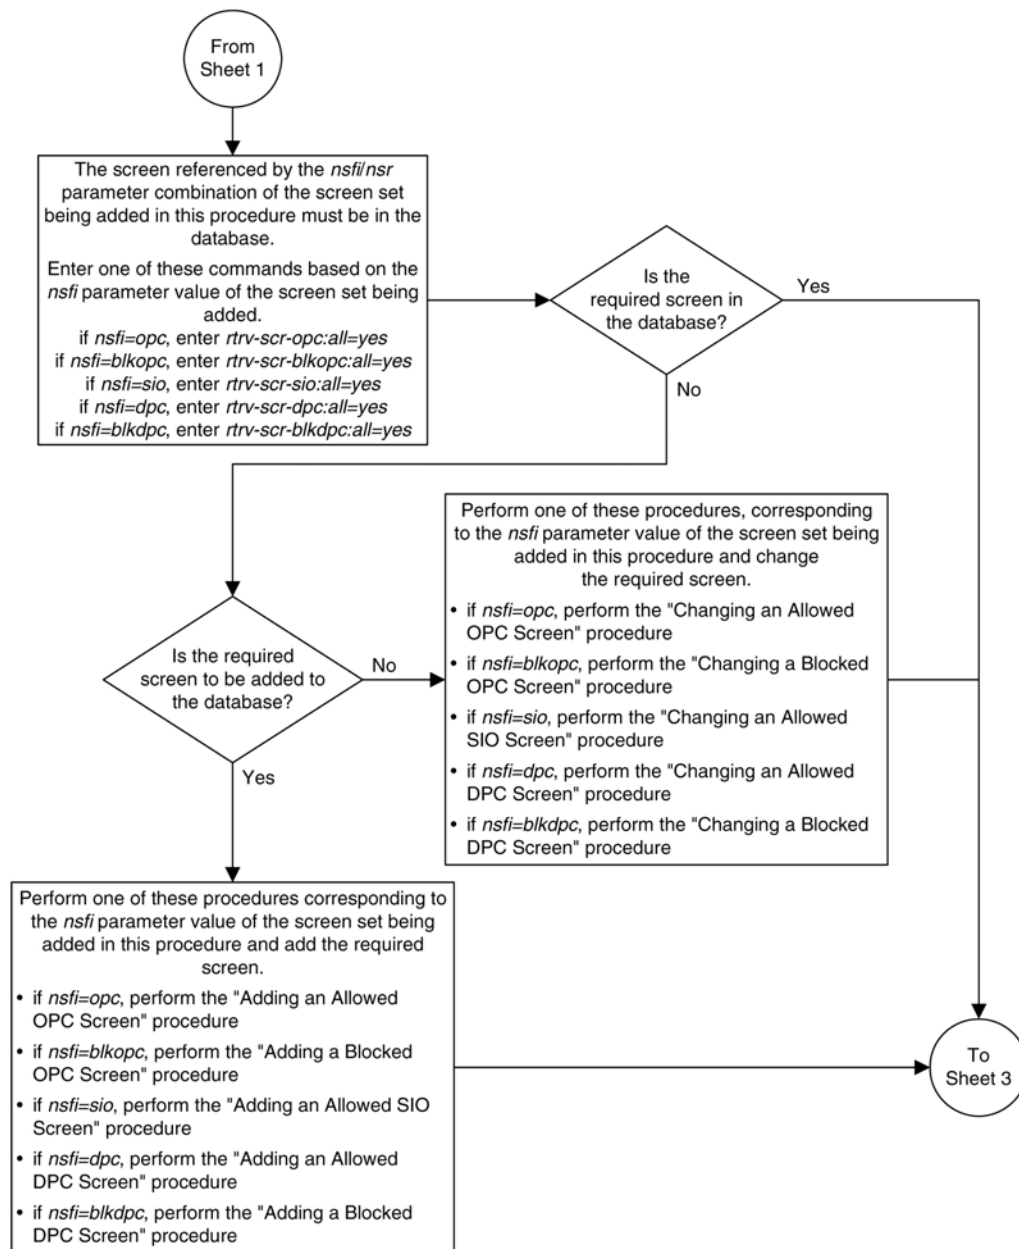 From
Sheet 1
The screen referenced by the nsfi/nsr
parameter combination of the screen set
being added in this procedure must be in the
database.
Enter one of these commands based on the
nsfi parameter value of the screen set being
added.
if nsfi=opc, enter rtrv-scr-opc:all=yes
if nsfi=blkopc, enter rtrv-scr-blkopc:all=yes
if nsfi=sio, enter rtrv-scr-sio:all=yes
if nsfi=dpc, enter rtrv-scr-dpc:all=yes
if nsfi=blkdpc, enter rtrv-scr-blkdpc:all=yes
Is the
required screen in
the database?
Yes
No
Is the required
screen to be added to
the database?
No
Yes
Perform one of these procedures, corresponding
to the nsfi parameter value of the screen set being
added in this procedure and change
the required screen.
• if nsfi=opc, perform the "Changing an Allowed
OPC Screen" procedure
• if nsfi=blkopc, perform the "Changing a Blocked
OPC Screen" procedure
• if nsfi=sio, perform the "Changing an Allowed
SIO Screen" procedure
• if nsfi=dpc, perform the "Changing an Allowed
DPC Screen" procedure
• if nsfi=blkdpc, perform the "Changing a Blocked
DPC Screen" procedure
Perform one of these procedures corresponding to
the nsfi parameter value of the screen set being
added in this procedure and add the required
screen.
• if nsfi=opc, perform the "Adding an Allowed
OPC Screen" procedure
• if nsfi=blkopc, perform the "Adding a Blocked
OPC Screen" procedure
• if nsfi=sio, perform the "Adding an Allowed SIO
Screen" procedure
• if nsfi=dpc, perform the "Adding an Allowed
DPC Screen" procedure
• if nsfi=blkdpc, perform the "Adding a Blocked
DPC Screen" procedure
To
Sheet 3